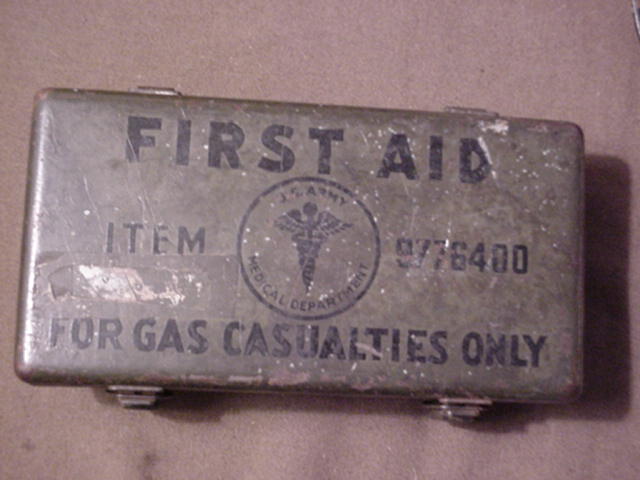 FIRST AID
U.S. ARMY
ITEM 9776400
MEDICAL DEPARTMENT
FOR GAS CASUALTIES ONLY